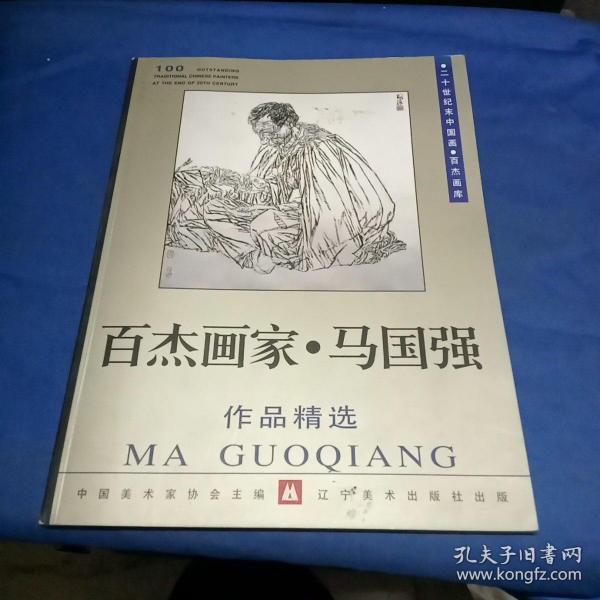 100 OUTSTANDING
TRADITIONAL CHINESE PAINTERS
AT THE END OF 20TH CENTURY
•二十世纪末中国画•百杰画库
百杰画家•马国强
作品精选
MA GUOQIANG
中国美术家协会主编 辽宁美术出版社出版
孔夫子旧书网
www.kongfz.com